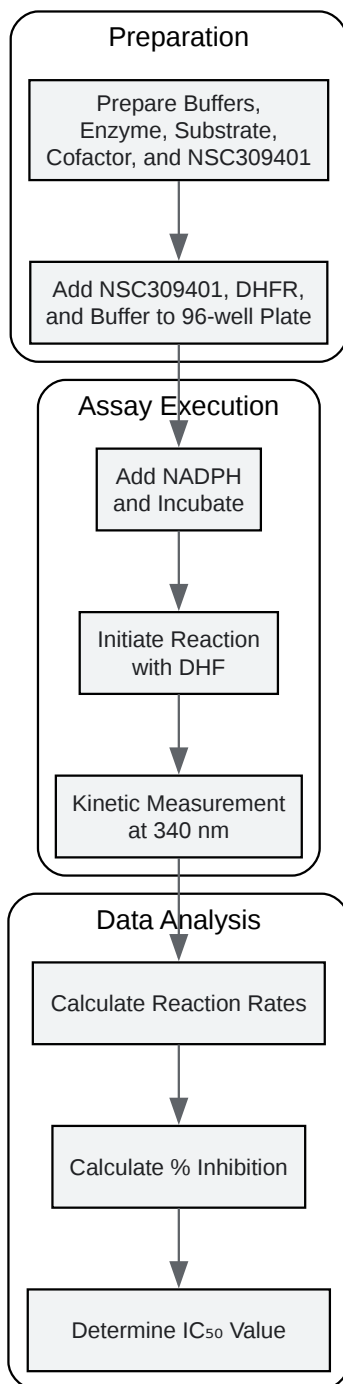 Preparation
Prepare Buffers,
Enzyme, Substrate,
Cofactor, and NSC309401
Add NSC309401, DHFR,
and Buffer to 96-well Plate
Assay Execution
Add NADPH
and Incubate
Initiate Reaction
with DHF
Kinetic Measurement
at 340 nm
Data Analysis
Calculate Reaction Rates
Calculate % Inhibition
Determine IC₅₀ Value